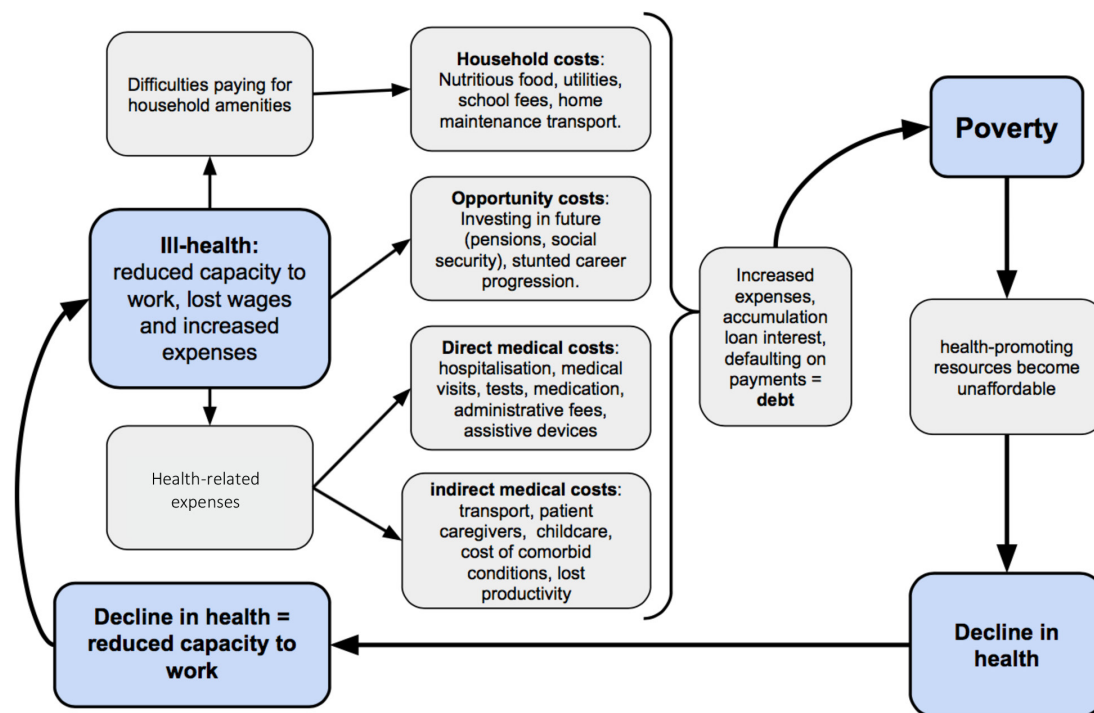 Difficulties paying for
household amenities
Household costs:
Nutritious food, utilities,
school fees, home
maintenance transport.
Poverty
Ill-health:
reduced capacity to
work, lost wages
and increased
expenses
Opportunity costs:
Investing in future
(pensions, social
security), stunted career
progression.
Increased
expenses,
accumulation
loan interest,
defaulting on
payments =
debt
health-promoting
resources become
unaffordable
Direct medical costs:
hospitalisation, medical
visits, tests, medication,
administrative fees,
assistive devices
Health-related
expenses
indirect medical costs:
transport, patient
caregivers, childcare,
cost of comorbid
conditions, lost
productivity
Decline in health =
reduced capacity to
work
Decline in
health